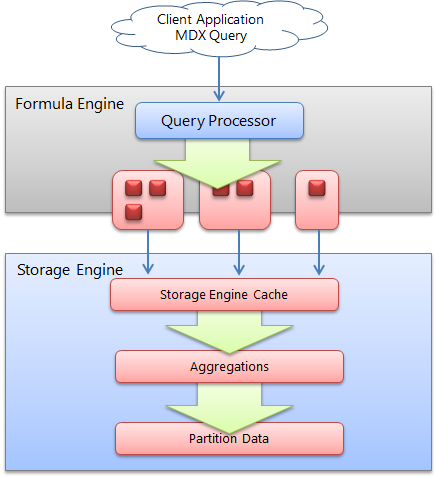 Client Application
MDX Query
Formula Engine
Query Processor
Storage Engine
Storage Engine Cache
Aggregations
Partition Data